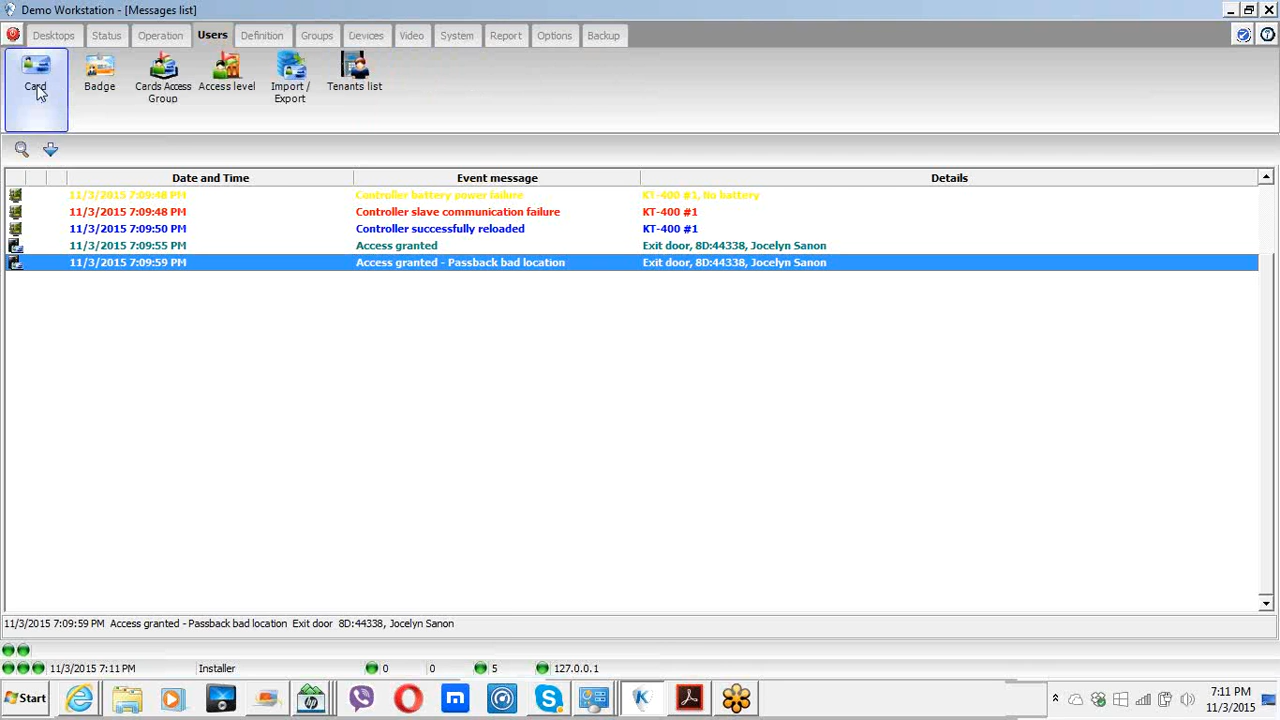 Demo Workstation - [Messages list]
Desktops Status Operation Users Definition Groups Devices Video System Report Options Backup
Card Badge Cards Access Group Access level Import / Export Tenants list
Date and Time Event message Details
11/3/2015 7:09:48 PM Controller battery power failure KT-400 #1, No battery
11/3/2015 7:09:48 PM Controller slave communication failure KT-400 #1
11/3/2015 7:09:50 PM Controller successfully reloaded KT-400 #1
11/3/2015 7:09:55 PM Access granted Exit door, 8D:44338, Jocelyn Sanon
11/3/2015 7:09:59 PM Access granted - Passback bad location Exit door, 8D:44338, Jocelyn Sanon
11/3/2015 7:09:59 PM Access granted - Passback bad location Exit door 8D:44338, Jocelyn Sanon
11/3/2015 7:11 PM Installer 0 0 5 127.0.0.1
Start 7:11 PM
11/3/2015